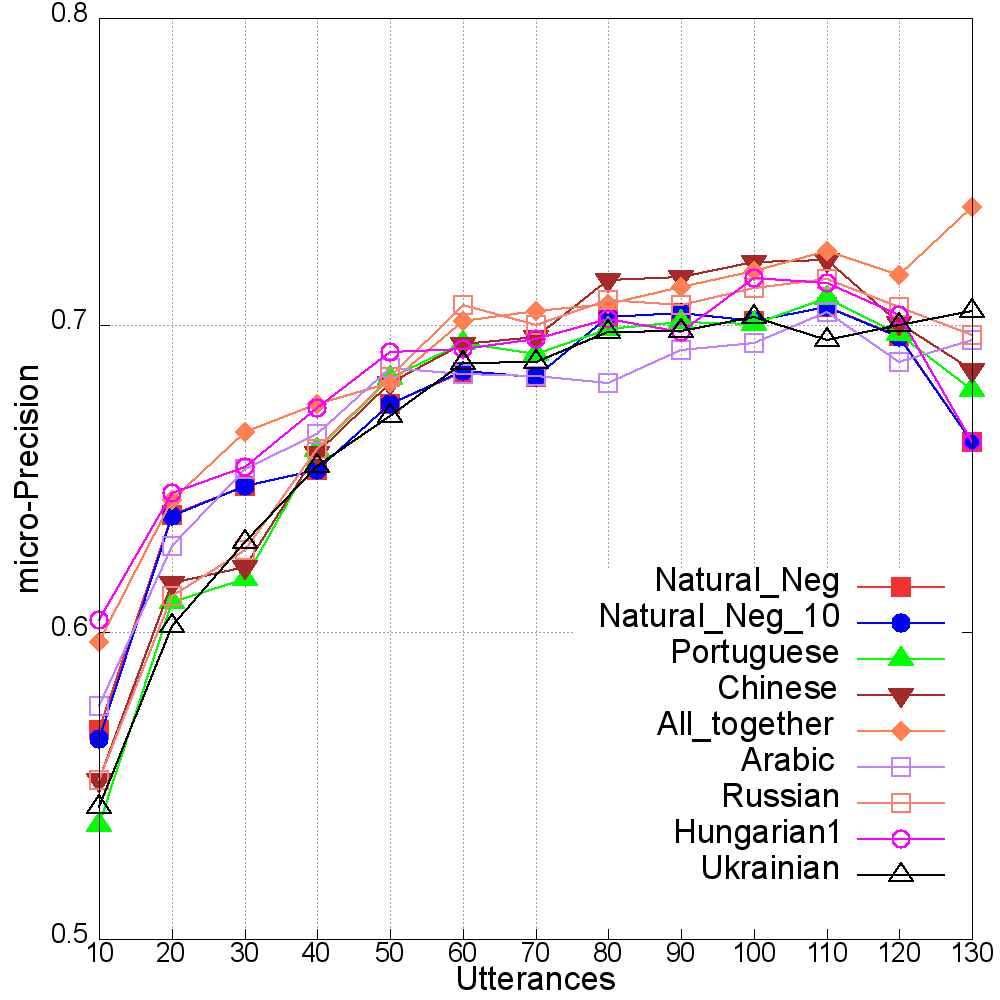 0.8
0.7
0.6
0.5
micro-Precision
Natural_Neg
Natural_Neg_10
Portuguese
Chinese
All_together
Arabic
Russian
Hungarian1
Ukrainian
10 20 30 40 50 60 70 80 90 100 110 120 130
Utterances